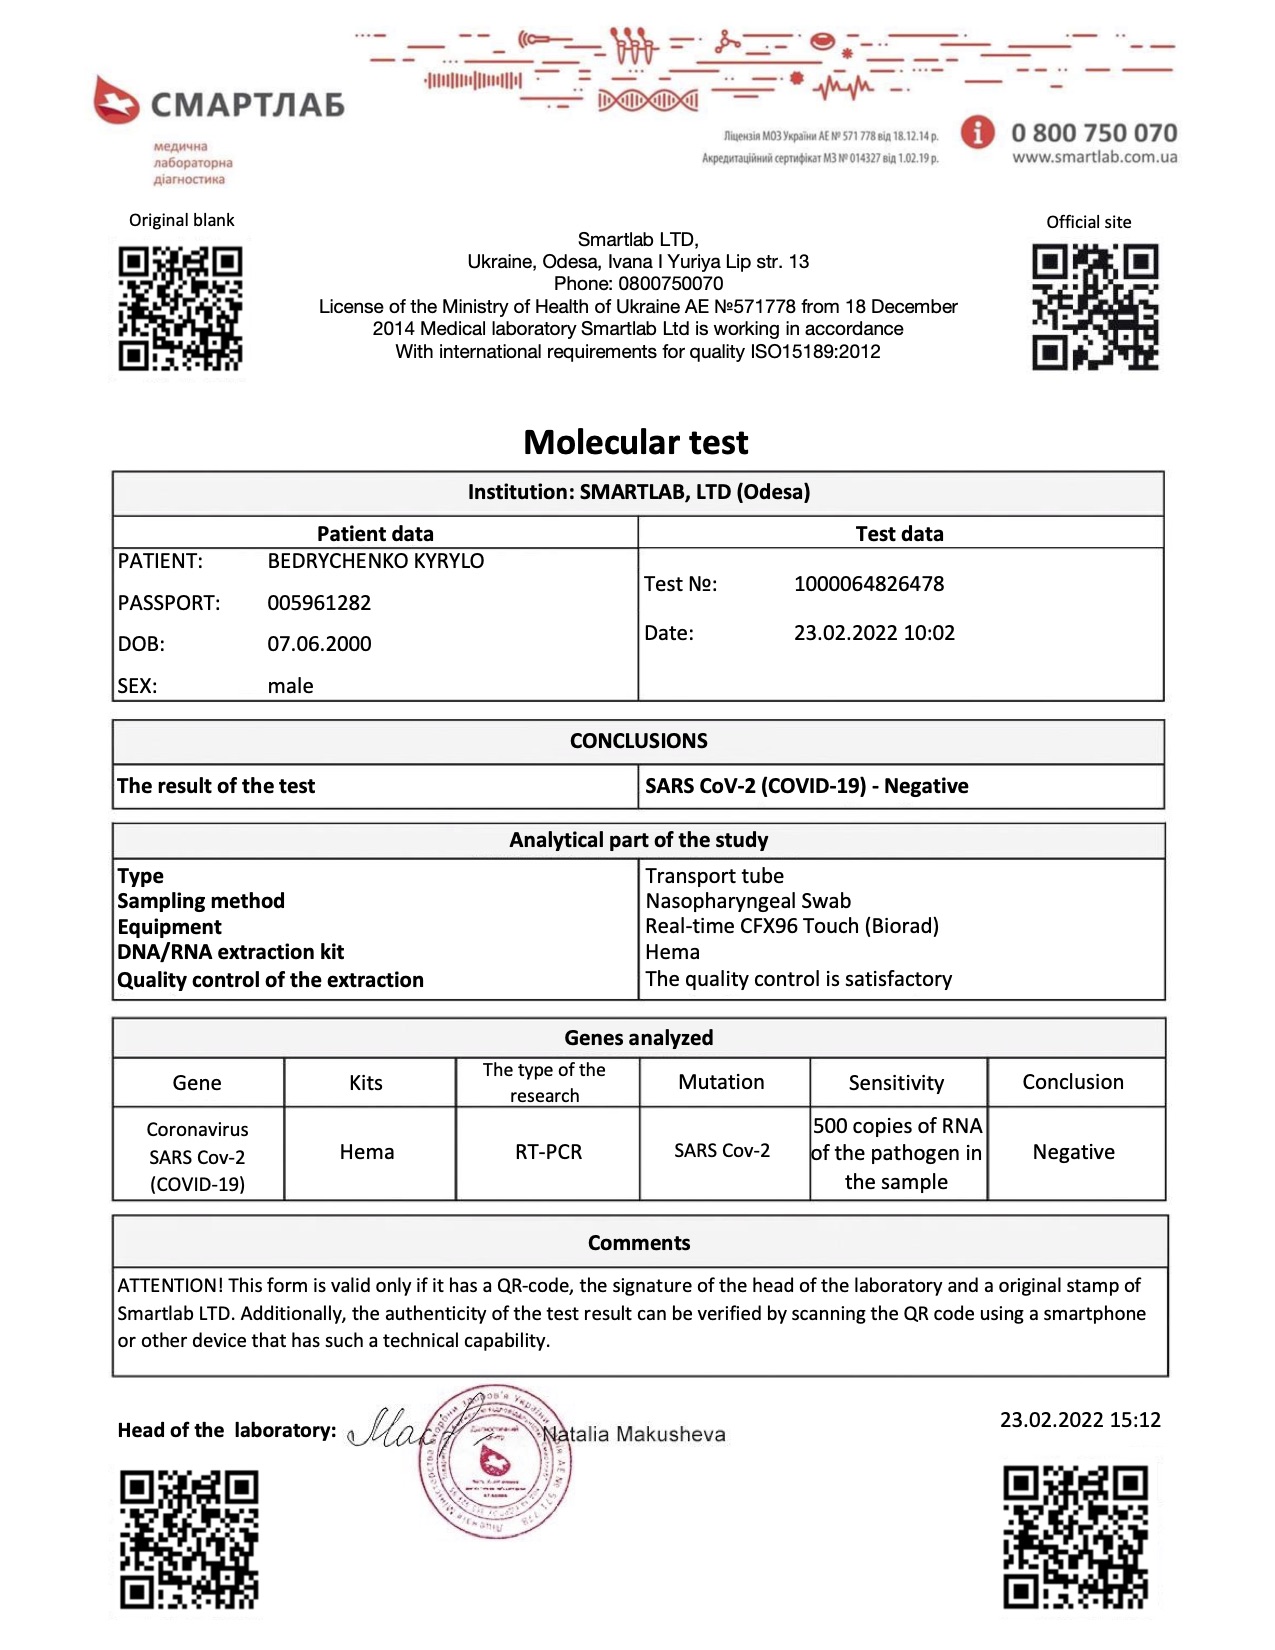 СМАРТЛАБ
медична
лабораторна
діагностика
Ліцензія МОЗ України АЕ № 571 778 від 18.12.14 р.
Акредитаційний сертифікат МЗ № 014327 від 1.02.19 р.
0 800 750 070
www.smartlab.com.ua
Original blank
Official site
Smartlab LTD,
Ukraine, Odesa, Ivana I Yuriya Lip str. 13
Phone: 0800750070
License of the Ministry of Health of Ukraine AE №571778 from 18 December
2014 Medical laboratory Smartlab Ltd is working in accordance
With international requirements for quality ISO15189:2012
Molecular test
Institution: SMARTLAB, LTD (Odesa)
Patient data
Test data
PATIENT: BEDRYCHENKO KYRYLO
PASSPORT: 005961282
DOB: 07.06.2000
SEX: male
Test №: 1000064826478
Date: 23.02.2022 10:02
CONCLUSIONS
The result of the test
SARS CoV-2 (COVID-19) - Negative
Analytical part of the study
Type Transport tube
Sampling method Nasopharyngeal Swab
Equipment Real-time CFX96 Touch (Biorad)
DNA/RNA extraction kit Hema
Quality control of the extraction The quality control is satisfactory
Genes analyzed
Gene
Kits
The type of the
research
Mutation
Sensitivity
Conclusion
Coronavirus
SARS Cov-2
(COVID-19)
Hema
RT-PCR
SARS Cov-2
500 copies of RNA
of the pathogen in
the sample
Negative
Comments
ATTENTION! This form is valid only if it has a QR-code, the signature of the head of the laboratory and a original stamp of
Smartlab LTD. Additionally, the authenticity of the test result can be verified by scanning the QR code using a smartphone
or other device that has such a technical capability.
Head of the laboratory:
Natalia Makusheva
23.02.2022 15:12